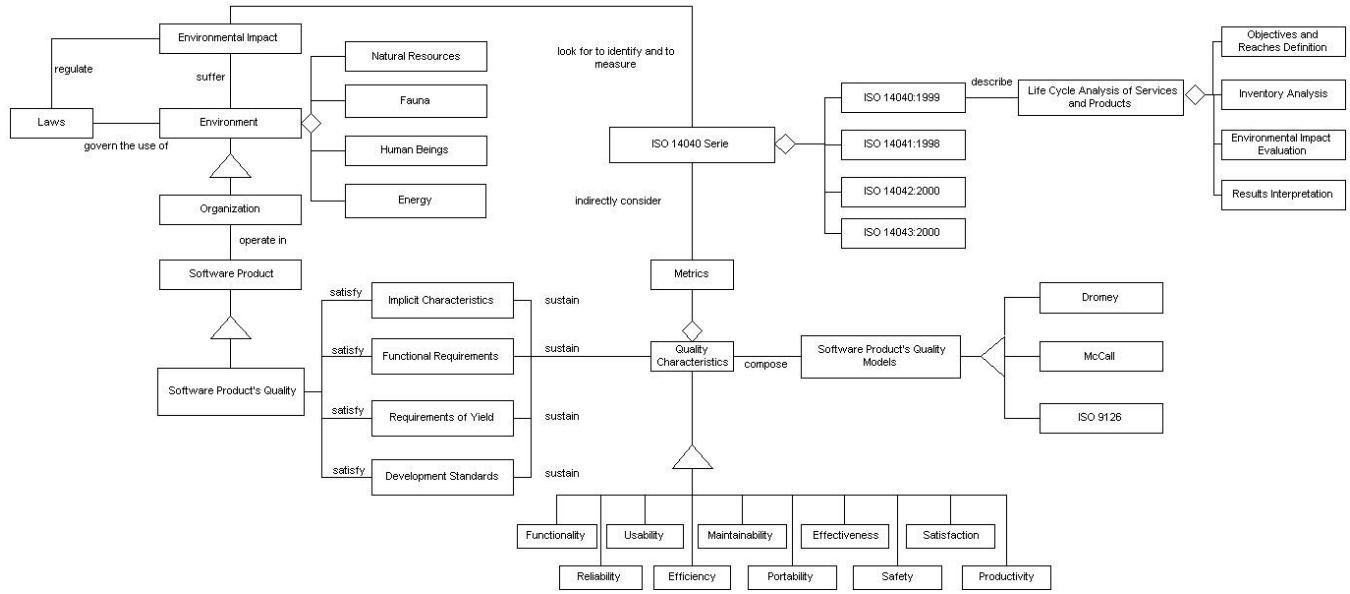 Environmental Impact
regulate
suffer
Laws
Environment
govern the use of
Natural Resources
Fauna
Human Beings
Energy
Organization
operate in
Software Product
Software Product's Quality
look for to identify and to
measure
ISO 14040 Serie
indirectly consider
ISO 14040:1999
ISO 14041:1998
ISO 14042:2000
ISO 14043:2000
describe
Life Cycle Analysis of Services
and Products
Objectives and
Reaches Definition
Inventory Analysis
Environmental Impact
Evaluation
Results Interpretation
Metrics
satisfy
Implicit Characteristics
sustain
satisfy
Functional Requirements
sustain
satisfy
Requirements of Yield
sustain
satisfy
Development Standards
sustain
Quality
Characteristics
compose
Software Product's Quality
Models
Dromey
McCall
ISO 9126
Functionality
Usability
Maintainability
Effectiveness
Satisfaction
Reliability
Efficiency
Portability
Safety
Productivity